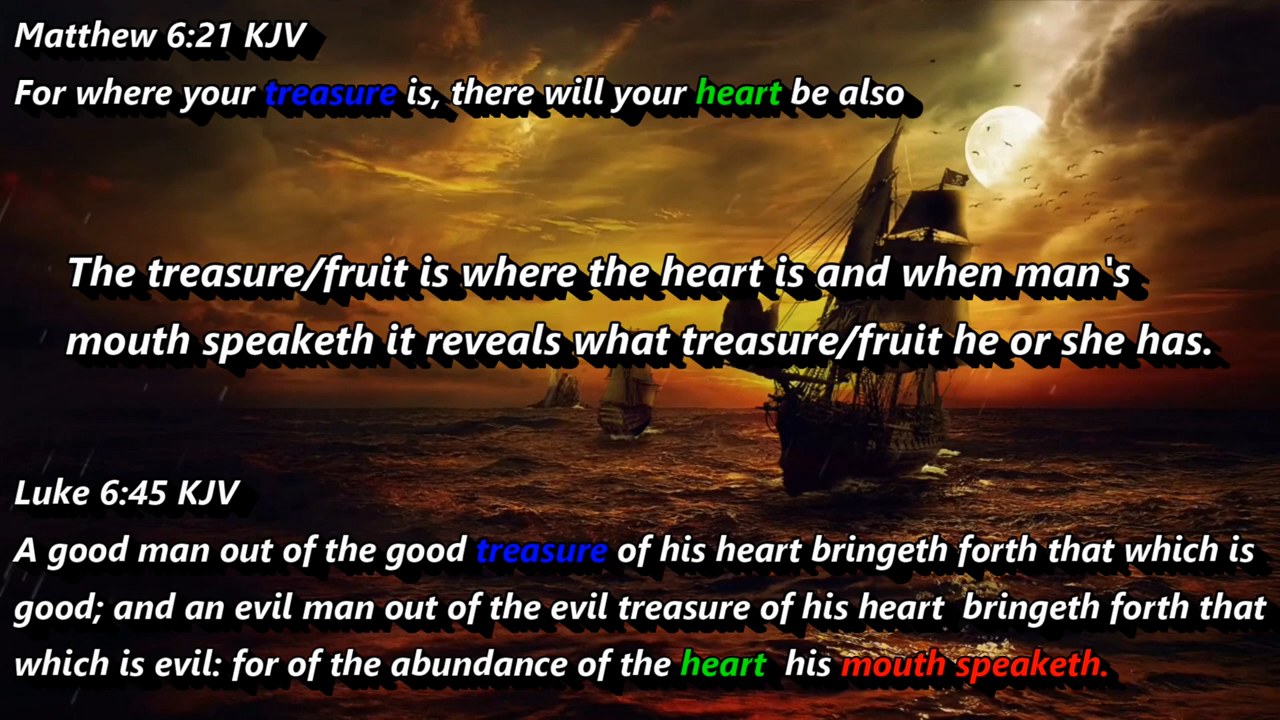 Matthew 6:21 KJV
For where your treasure is, there will your heart be also
The treasure/fruit is where the heart is and when man's
mouth speaketh it reveals what treasure/fruit he or she has.
Luke 6:45 KJV
A good man out of the good treasure of his heart bringeth forth that which is
good; and an evil man out of the evil treasure of his heart bringeth forth that
which is evil: for of the abundance of the heart his mouth speaketh.